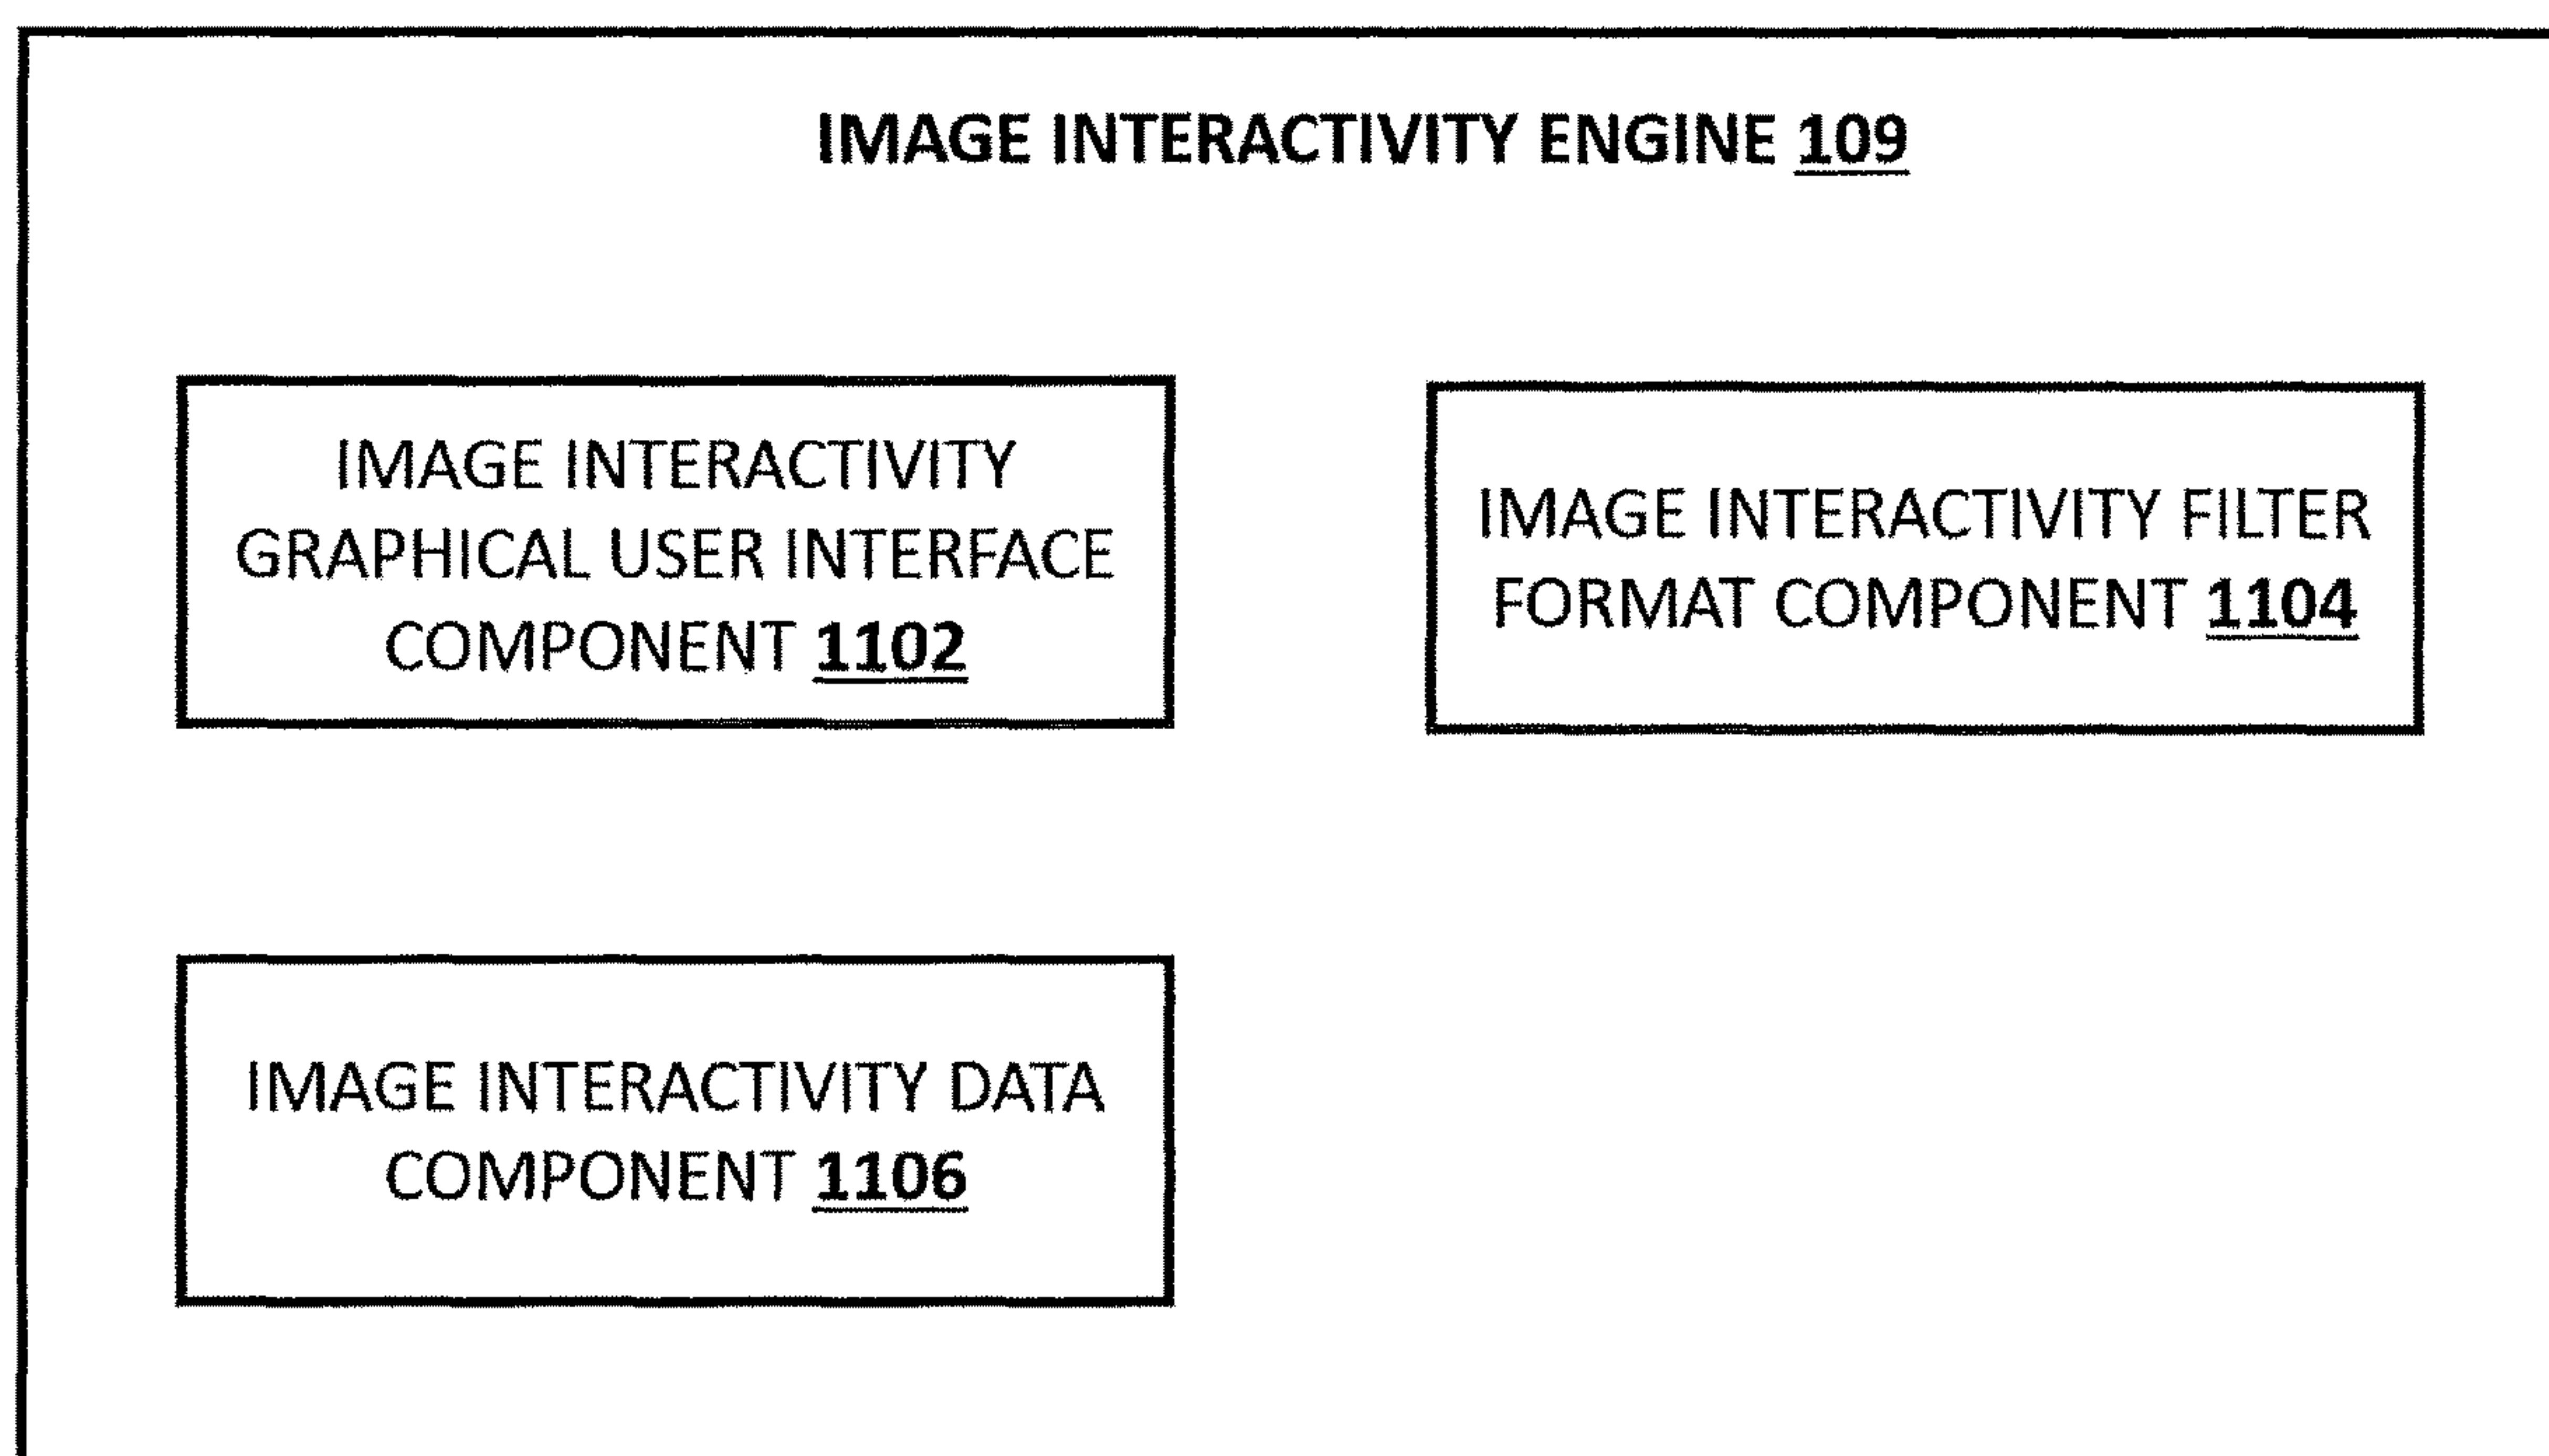 IMAGE INTERACTIVITY ENGINE 109
IMAGE INTERACTIVITY
GRAPHICAL USER INTERFACE
COMPONENT 1102
IMAGE INTERACTIVITY FILTER
FORMAT COMPONENT 1104
IMAGE INTERACTIVITY DATA
COMPONENT 1106